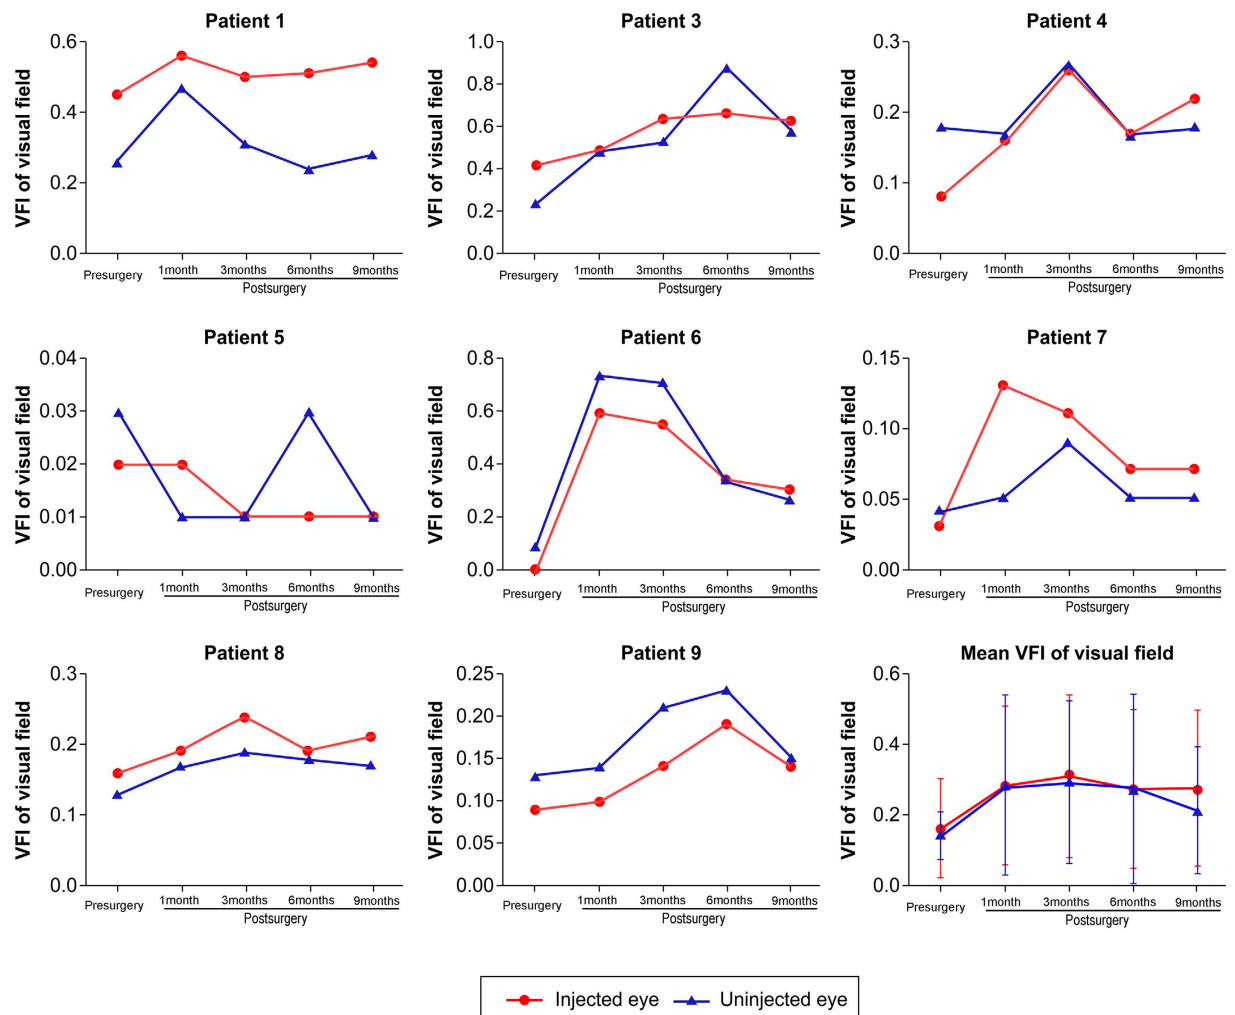 Patient 1
VFI of visual field
0.6
0.4
0.2
0.0
Presurgery
1month
3months
6months
9months
Postsurgery
Patient 3
VFI of visual field
1.0
0.8
0.6
0.4
0.2
0.0
Presurgery
1month
3months
6months
9months
Postsurgery
Patient 4
VFI of visual field
0.3
0.2
0.1
0.0
Presurgery
1month
3months
6months
9months
Postsurgery
Patient 5
VFI of visual field
0.04
0.03
0.02
0.01
0.00
Presurgery
1month
3months
6months
9months
Postsurgery
Patient 6
VFI of visual field
0.8
0.6
0.4
0.2
0.0
Presurgery
1month
3months
6months
9months
Postsurgery
Patient 7
VFI of visual field
0.15
0.10
0.05
0.00
Presurgery
1month
3months
6months
9months
Postsurgery
Patient 8
VFI of visual field
0.3
0.2
0.1
0.0
Presurgery
1month
3months
6months
9months
Postsurgery
Patient 9
VFI of visual field
0.25
0.20
0.15
0.10
0.05
0.00
Presurgery
1month
3months
6months
9months
Postsurgery
Mean VFI of visual field
VFI of visual field
0.6
0.4
0.2
0.0
Presurgery
1month
3months
6months
9months
Postsurgery
Injected eye
Uninjected eye